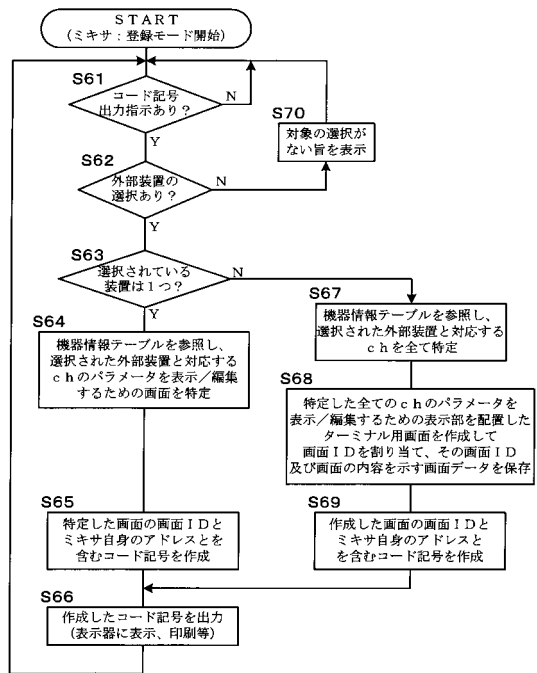 START
(ミキサ：登録モード開始)
S61
コード記号
出力指示あり？
N
Y
S70
対象の選択が
ない旨を表示
S62
外部装置の
選択あり？
N
Y
S63
選択されている
装置は１つ？
N
Y
S64
機器情報テーブルを参照し、
選択された外部装置と対応する
ｃｈのパラメータを表示／編集
するための画面を特定
S67
機器情報テーブルを参照し、
選択された外部装置と対応する
ｃｈを全て特定
S68
特定した全てのｃｈのパラメータを
表示／編集するための表示部を配置した
ターミナル用画面を作成して
画面ＩＤを割り当て、その画面ＩＤ
及び画面の内容を示す画面データを保存
S65
特定した画面の画面ＩＤと
ミキサ自身のアドレスとを
含むコード記号を作成
S69
作成した画面の画面ＩＤと
ミキサ自身のアドレスと
を含むコード記号を作成
S66
作成したコード記号を出力
(表示器に表示、印刷等)